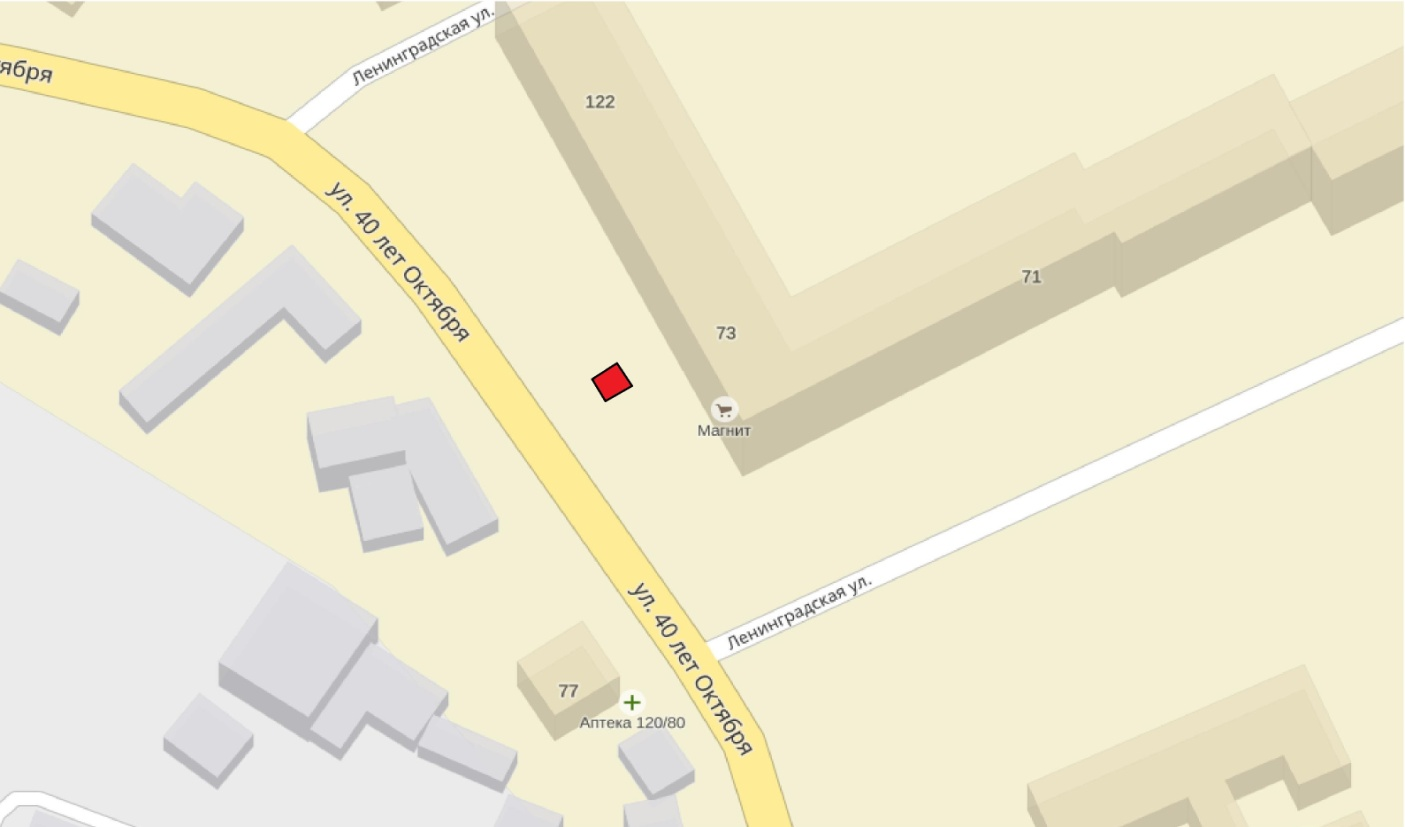 Ленинградская ул.
ября
122
ул. 40 лет Октября
71
73
Магнит
Ленинградская ул.
ул. 40 лет Октября
77
Аптека 120/80